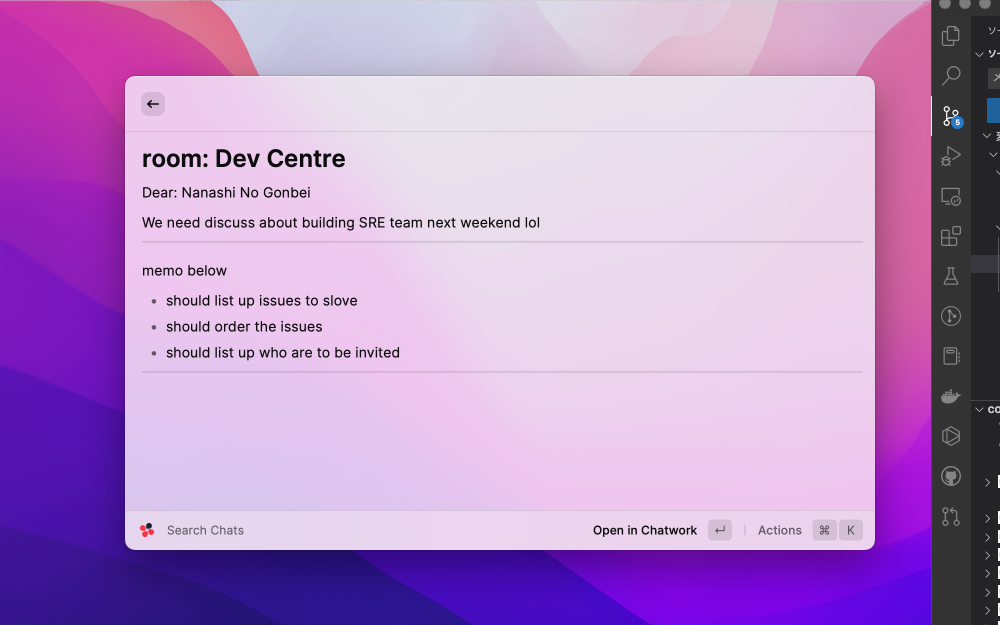 room: Dev Centre
Dear: Nanashi No Gonbei
We need discuss about building SRE team next weekend lol
memo below
should list up issues to slove
should order the issues
should list up who are to be invited
Search Chats
Open in Chatwork ↵
Actions ⌘ K
5